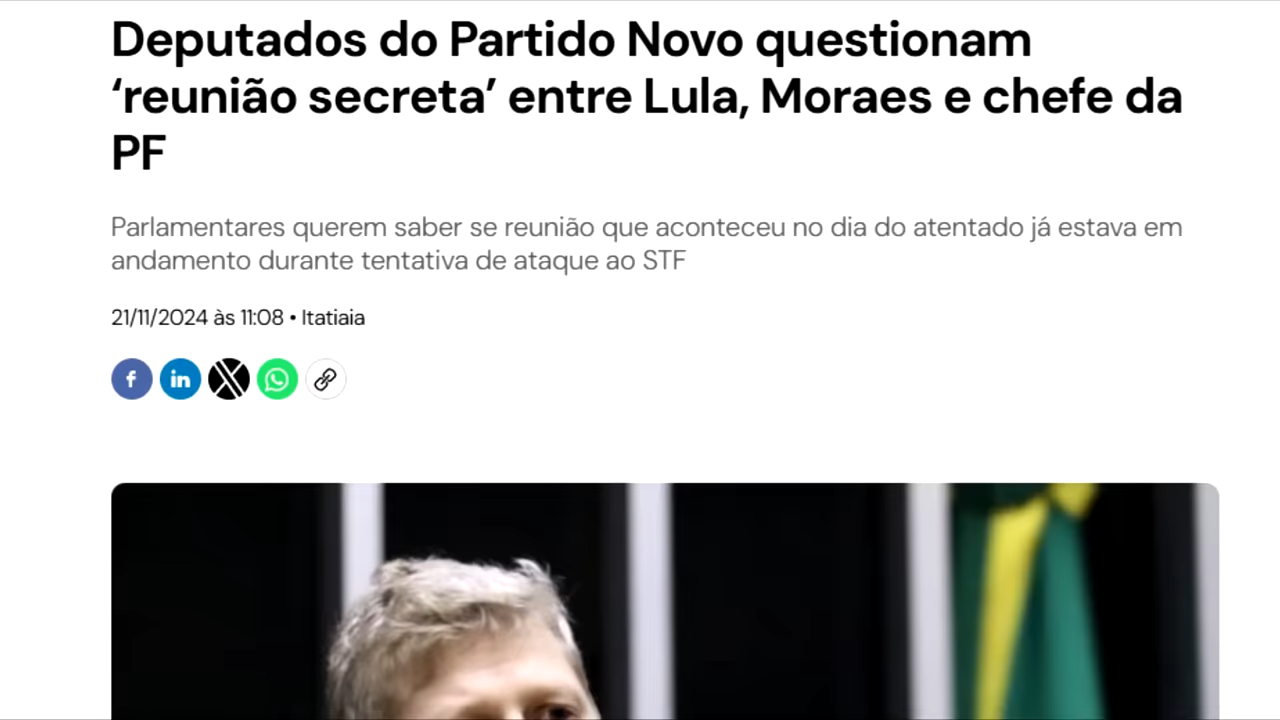 Deputados do Partido Novo questionam
‘reunião secreta’ entre Lula, Moraes e chefe da
PF
Parlamentares querem saber se reunião que aconteceu no dia do atentado já estava em
andamento durante tentativa de ataque ao STF
21/11/2024 às 11:08 • Itatiaia